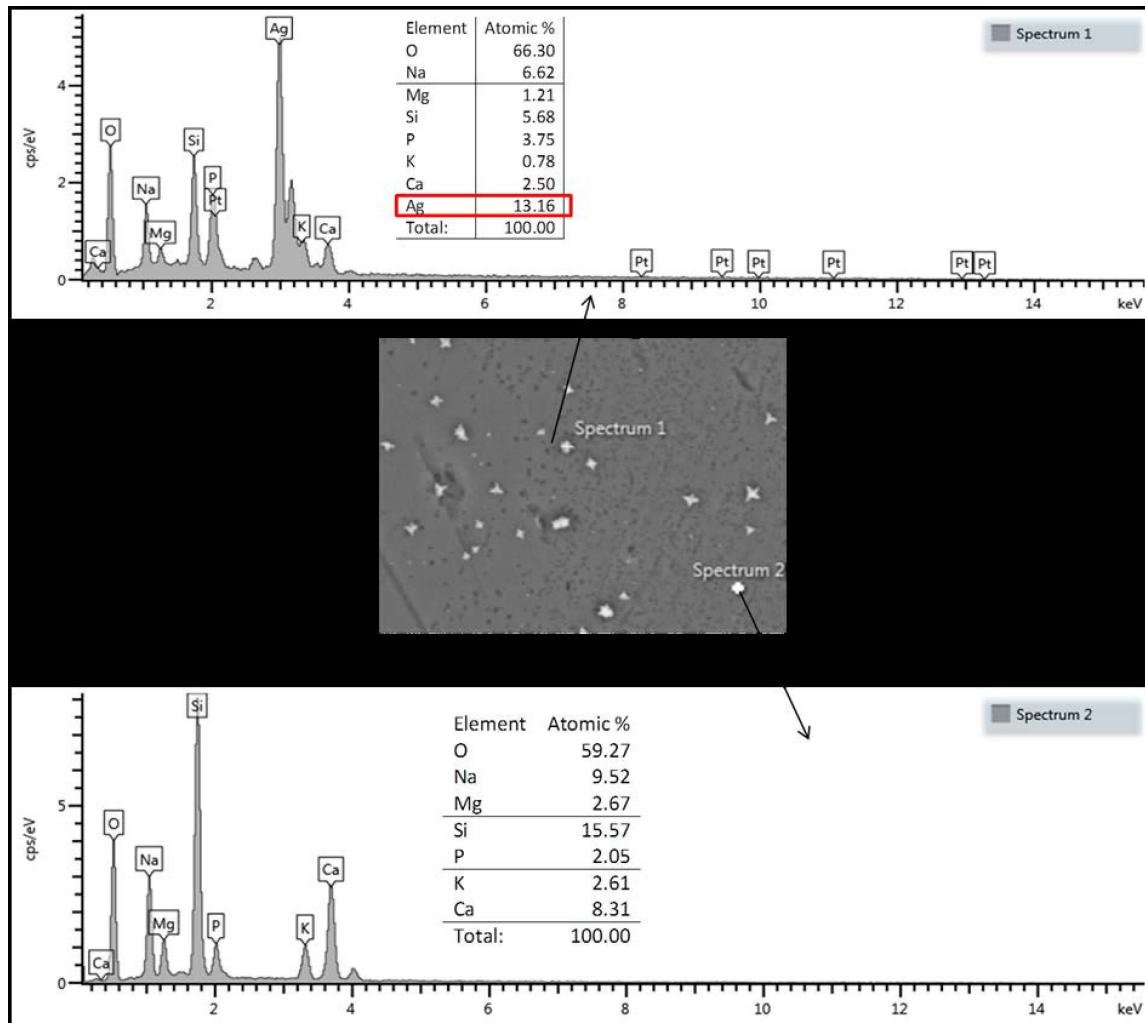 Spectrum 1
Element Atomic %
O 66.30
Na 6.62
Mg 1.21
Si 5.68
P 3.75
K 0.78
Ca 2.50
Ag 13.16
Total: 100.00
cps/eV
4
2
0
Ca
O
Na
Mg
Si
P
Pt
Ag
K
Ca
Pt
Pt
Pt
Pt
Pt
Pt
2
4
6
8
10
12
14
keV
Spectrum 1
Spectrum 2
Spectrum 2
Element Atomic %
O 59.27
Na 9.52
Mg 2.67
Si 15.57
P 2.05
K 2.61
Ca 8.31
Total: 100.00
cps/eV
5
0
Ca
O
Na
Mg
Si
P
K
Ca
2
4
6
8
10
12
14
keV